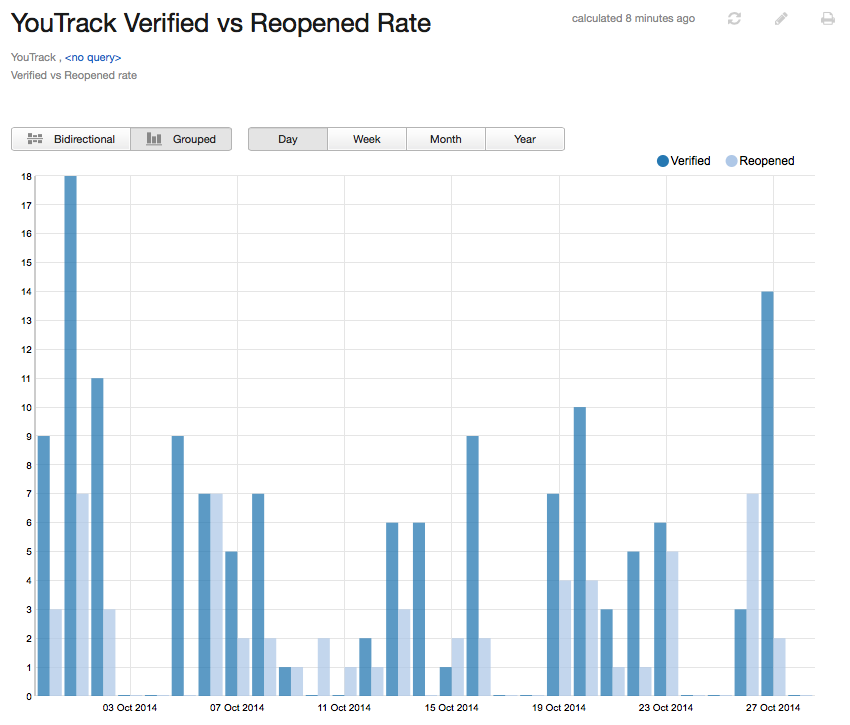 YouTrack Verified vs Reopened Rate
calculated 8 minutes ago
YouTrack , <no query>
Verified vs Reopened rate
Bidirectional Grouped Day Week Month Year
Verified Reopened
18
17
16
15
14
13
12
11
10
9
8
7
6
5
4
3
2
1
0
03 Oct 2014 07 Oct 2014 11 Oct 2014 15 Oct 2014 19 Oct 2014 23 Oct 2014 27 Oct 2014